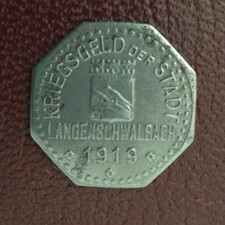 KRIEGSGELD DER STADT
LANGENSCHWALBACH
1919